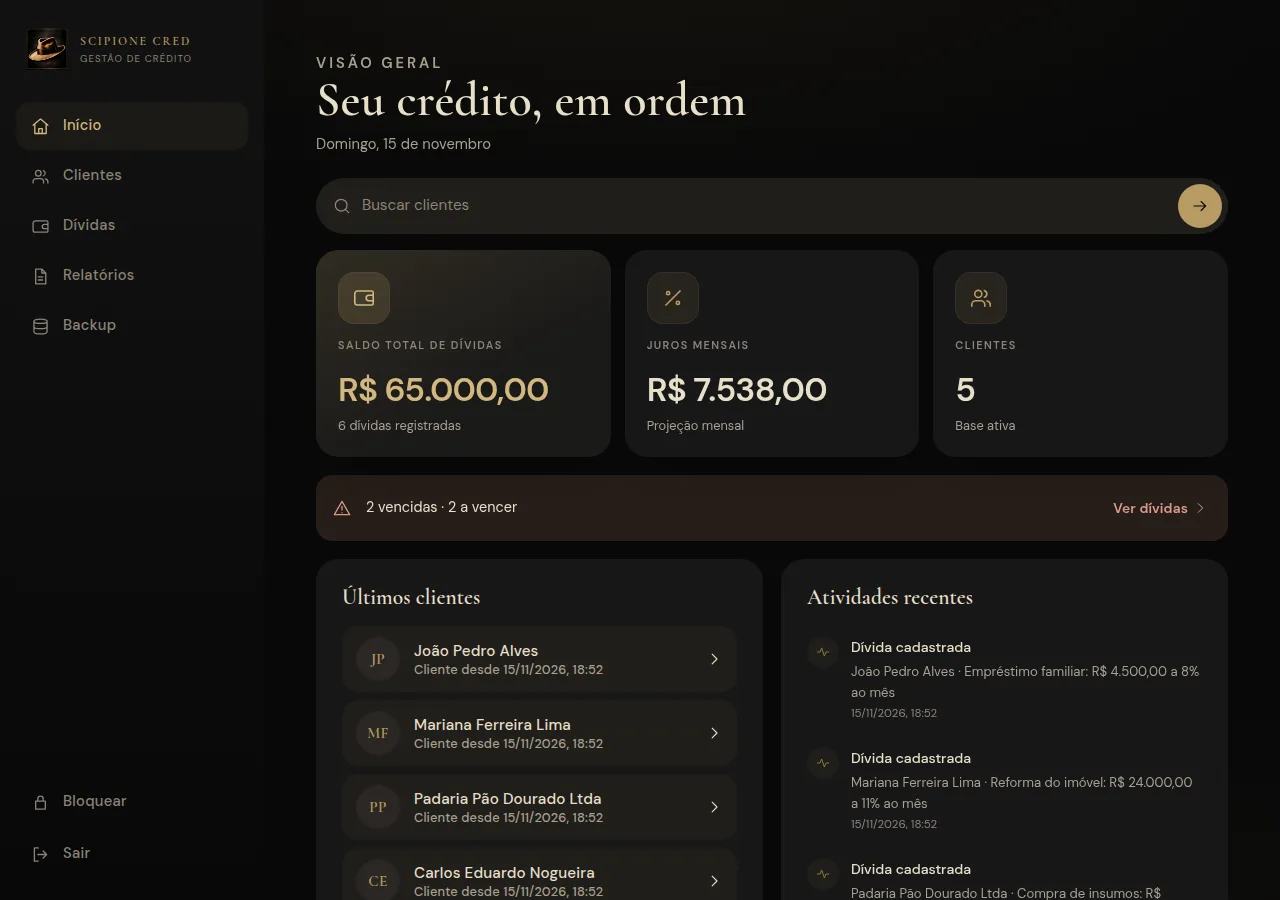 SCIPIONE CRED
GESTÃO DE CRÉDITO
Início
Clientes
Dívidas
Relatórios
Backup
Bloquear
Sair
VISÃO GERAL
Seu crédito, em ordem
Domingo, 15 de novembro
Buscar clientes
SALDO TOTAL DE DÍVIDAS
R$ 65.000,00
6 dívidas registradas
JUROS MENSAIS
R$ 7.538,00
Projeção mensal
CLIENTES
5
Base ativa
2 vencidas · 2 a vencer
Ver dívidas
Últimos clientes
JP
João Pedro Alves
Cliente desde 15/11/2026, 18:52
MF
Mariana Ferreira Lima
Cliente desde 15/11/2026, 18:52
PP
Padaria Pão Dourado Ltda
Cliente desde 15/11/2026, 18:52
CE
Carlos Eduardo Nogueira
Cliente desde 15/11/2026, 18:52
Atividades recentes
Dívida cadastrada
João Pedro Alves · Empréstimo familiar: R$ 4.500,00 a 8%
ao mês
15/11/2026, 18:52
Dívida cadastrada
Mariana Ferreira Lima · Reforma do imóvel: R$ 24.000,00
a 11% ao mês
15/11/2026, 18:52
Dívida cadastrada
Padaria Pão Dourado Ltda · Compra de insumos: R$